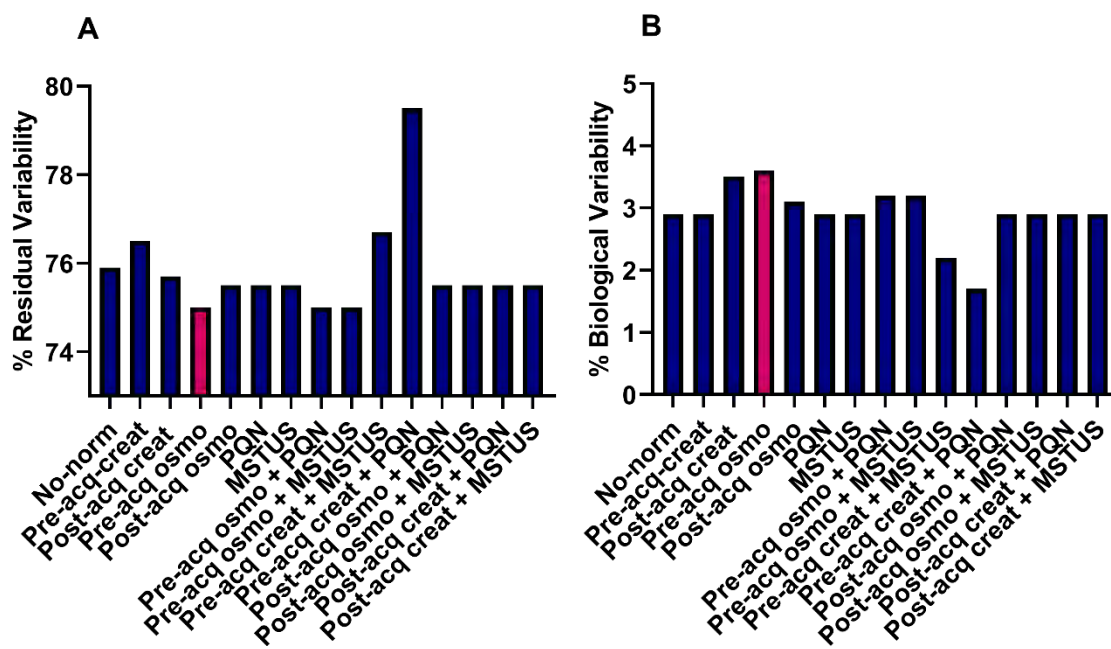 A
% Residual Variability
80
78
76
74
No-norm
Pre-acq-creat
Post-acq creat
Pre-acq osmo
Post-acq osmo
PQN
MSTUS
Pre-acq osmo + PQN
Pre-acq osmo + MSTUS
Pre-acq creat + MSTUS
Pre-acq creat + PQN
Post-acq osmo + PQN
Post-acq osmo + MSTUS
Post-acq creat + PQN
Post-acq creat + MSTUS
B
% Biological Variability
5
4
3
2
1
0
No-norm
Pre-acq-creat
Post-acq creat
Pre-acq osmo
Post-acq osmo
PQN
MSTUS
Pre-acq osmo + PQN
Pre-acq osmo + MSTUS
Pre-acq creat + MSTUS
Pre-acq creat + PQN
Post-acq osmo + PQN
Post-acq osmo + MSTUS
Post-acq creat + PQN
Post-acq creat + MSTUS